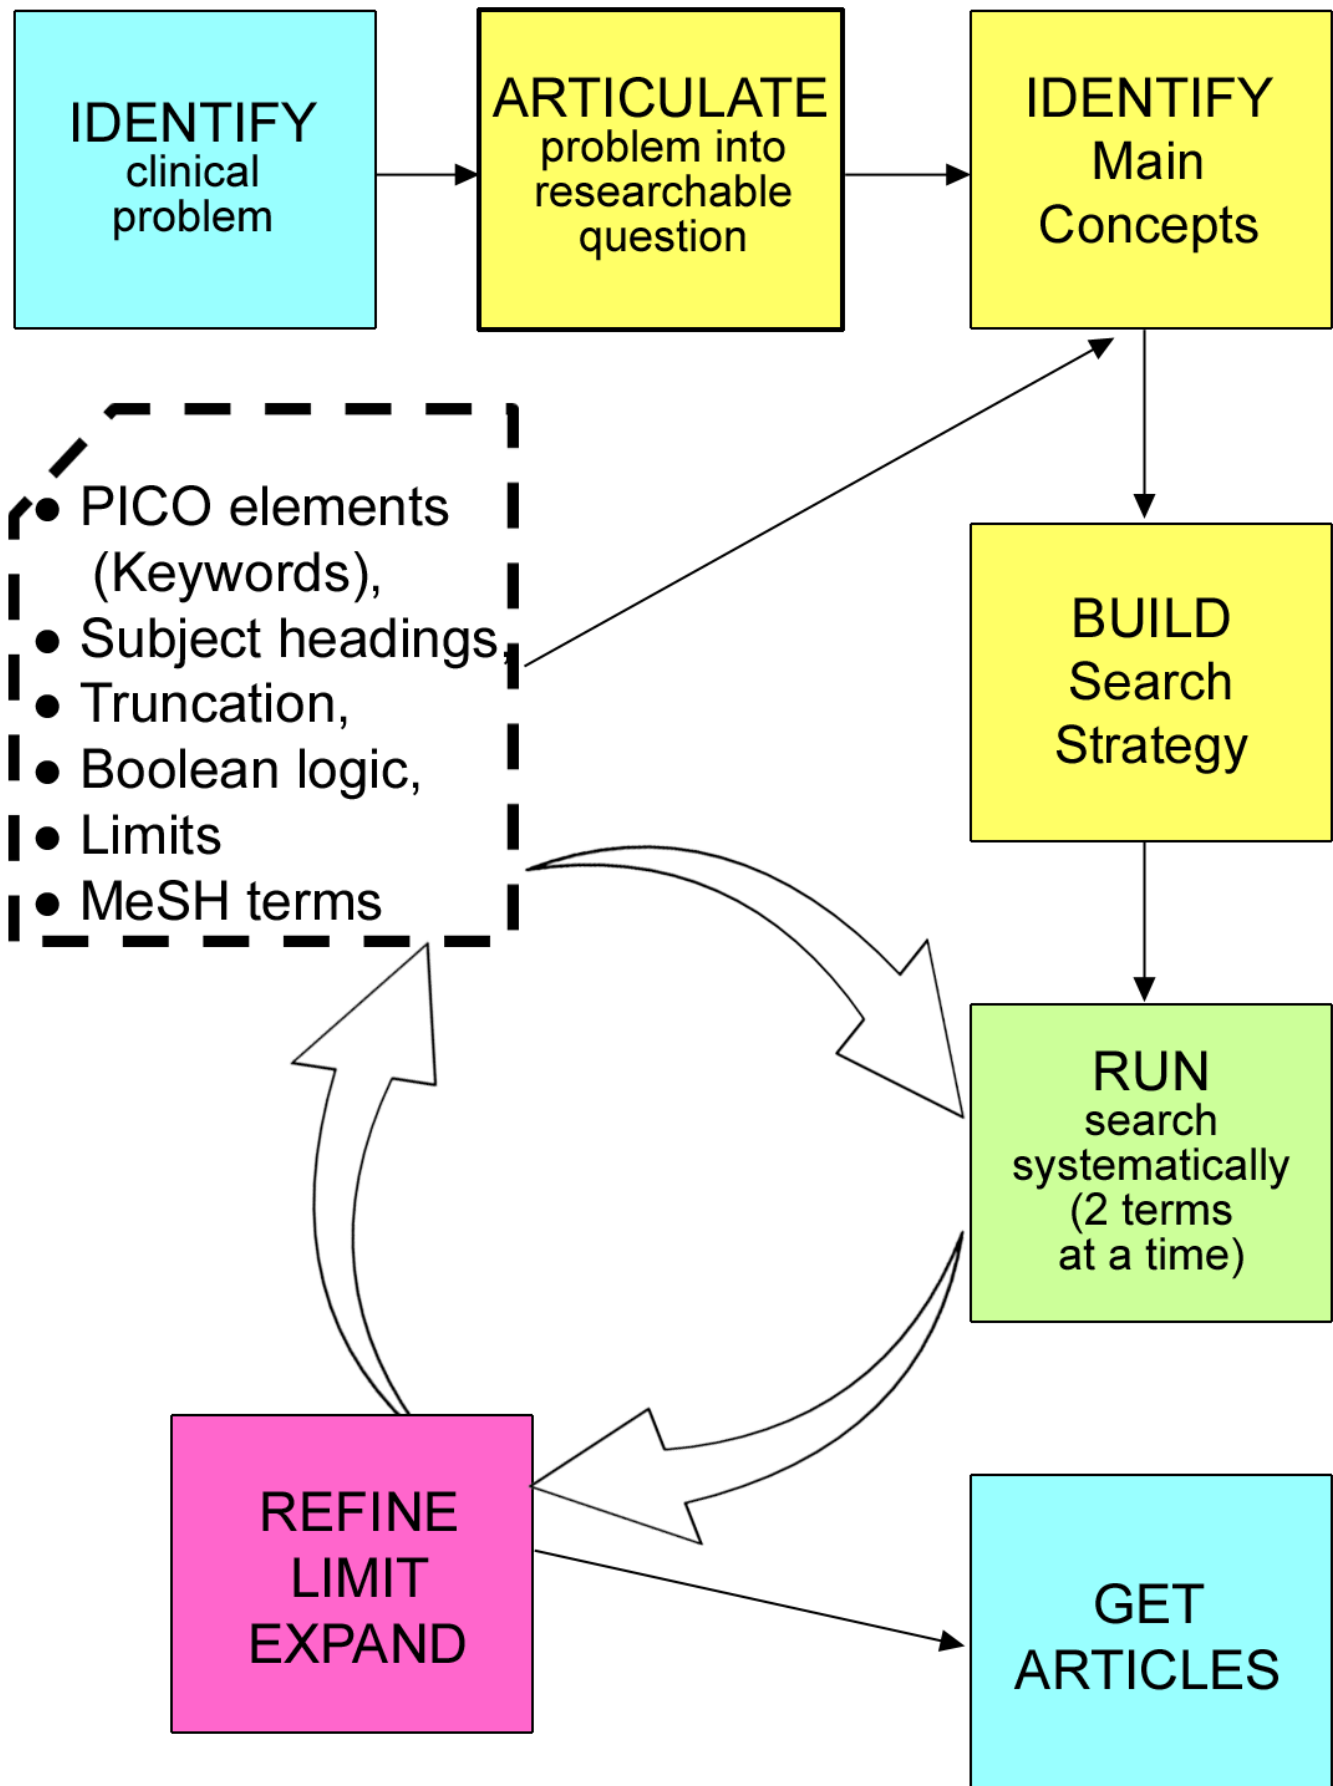 IDENTIFY
clinical
problem
ARTICULATE
problem into
researchable
question
IDENTIFY
Main
Concepts
● PICO elements
(Keywords),
● Subject headings,
● Truncation,
● Boolean logic,
● Limits
● MeSH terms
BUILD
Search
Strategy
RUN
search
systematically
(2 terms
at a time)
REFINE
LIMIT
EXPAND
GET
ARTICLES